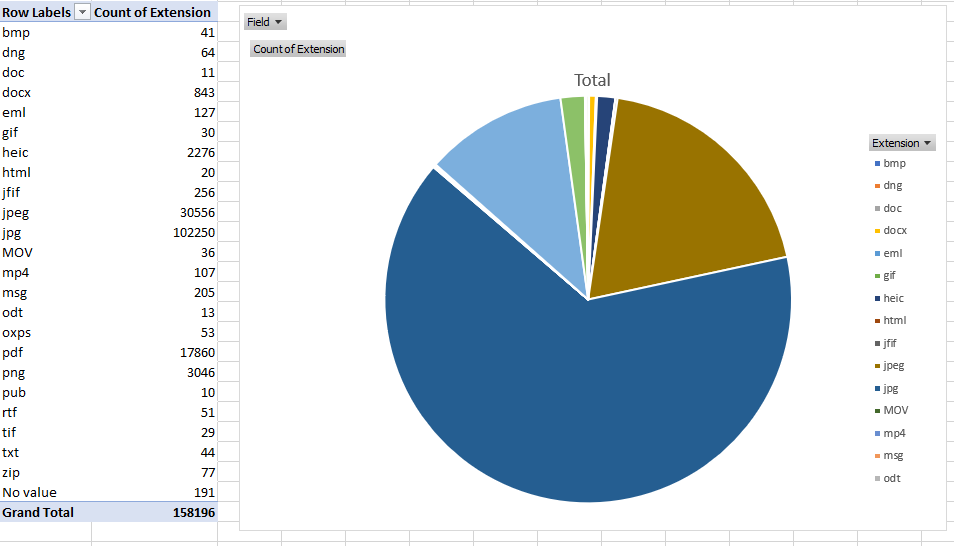 Row Labels Count of Extension
bmp 41
dng 64
doc 11
docx 843
eml 127
gif 30
heic 2276
html 20
jfif 256
jpeg 30556
jpg 102250
MOV 36
mp4 107
msg 205
odt 13
oxps 53
pdf 17860
png 3046
pub 10
rtf 51
tif 29
txt 44
zip 77
No value 191
Grand Total 158196
Field
Count of Extension
Total
Extension
bmp
dng
doc
docx
eml
gif
heic
html
jfif
jpeg
jpg
MOV
mp4
msg
odt